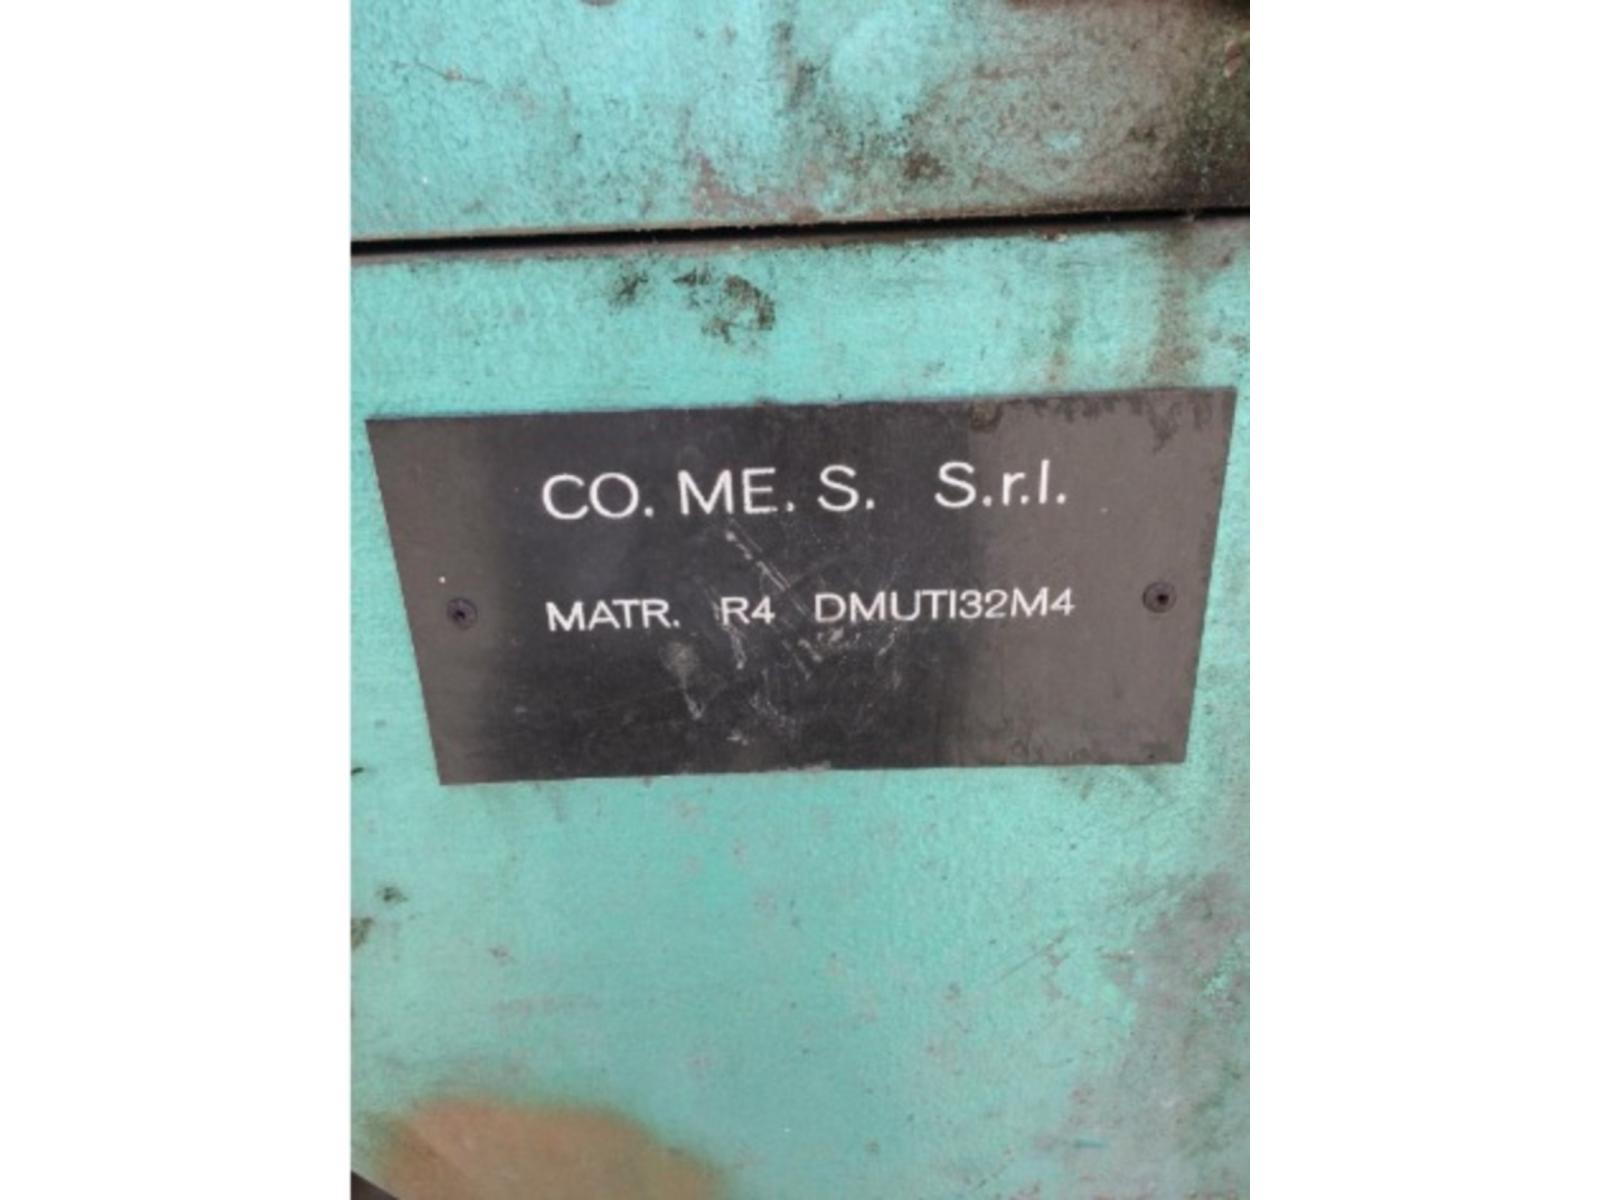 CO. ME. S. S.r.l.
MATR. R4 DMUTI32M4